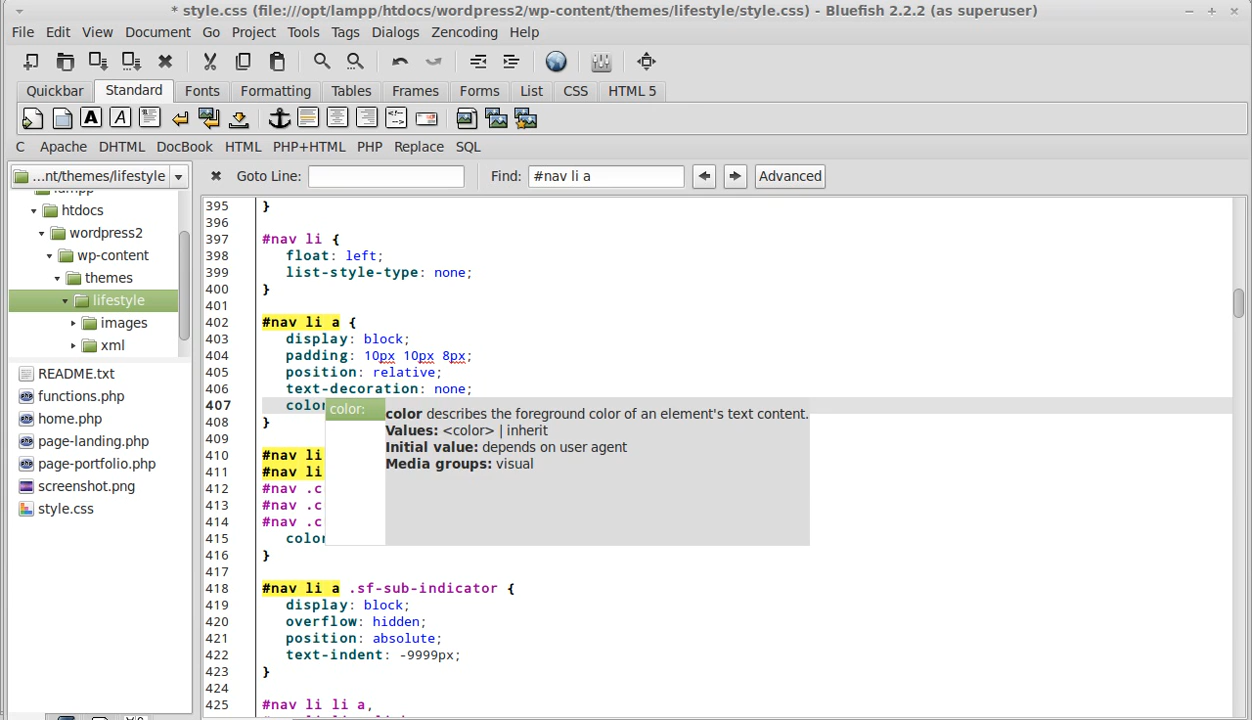 * style.css (file:///opt/lampp/htdocs/wordpress2/wp-content/themes/lifestyle/style.css) - Bluefish 2.2.2 (as superuser)
File Edit View Document Go Project Tools Tags Dialogs Zencoding Help
Quickbar Standard Fonts Formatting Tables Frames Forms List CSS HTML 5
C Apache DHTML DocBook HTML PHP+HTML PHP Replace SQL
...nt/themes/lifestyle
Goto Line: Find: #nav li a Advanced
lampp
htdocs
wordpress2
wp-content
themes
lifestyle
images
xml
README.txt
functions.php
home.php
page-landing.php
page-portfolio.php
screenshot.png
style.css
395 }
396
397 #nav li {
398 float: left;
399 list-style-type: none;
400 }
401
402 #nav li a {
403 display: block;
404 padding: 10px 10px 8px;
405 position: relative;
406 text-decoration: none;
407 color
408 }
409
410 #nav li
411 #nav li
412 #nav .c
413 #nav .c
414 #nav .c
415 color
416 }
417
418 #nav li a .sf-sub-indicator {
419 display: block;
420 overflow: hidden;
421 position: absolute;
422 text-indent: -9999px;
423 }
424
425 #nav li li a,
color:
color describes the foreground color of an element's text content.
Values: <color> | inherit
Initial value: depends on user agent
Media groups: visual